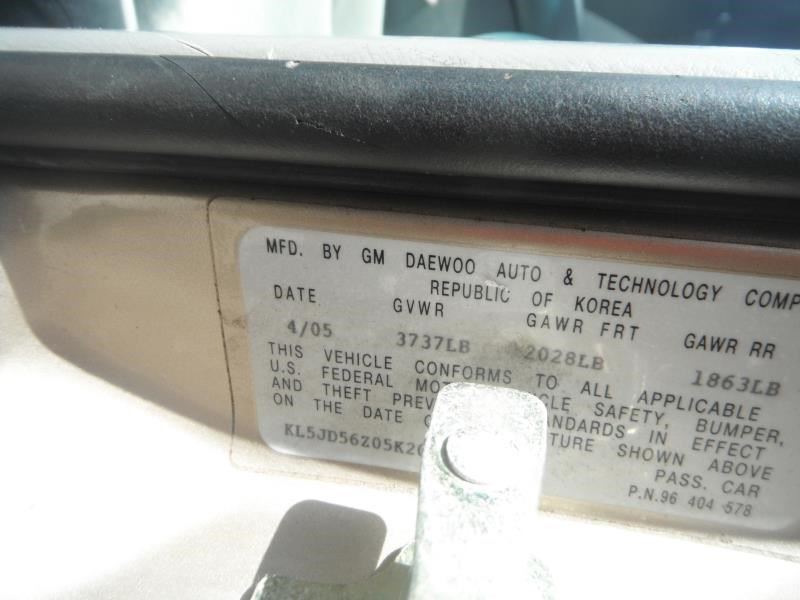 MFD. BY GM DAEWOO AUTO & TECHNOLOGY COMP
REPUBLIC OF KOREA
DATE GVWR GAWR FRT GAWR RR
4/05 3737LB 2028LB 1863LB
THIS VEHICLE CONFORMS TO ALL APPLICABLE
U.S. FEDERAL MOT CLE SAFETY, BUMPER,
AND THEFT PREV STANDARDS IN EFFECT
ON THE DATE O TURE SHOWN ABOVE
KL5JD56Z05K2 PASS. CAR
P.N.96 404 578